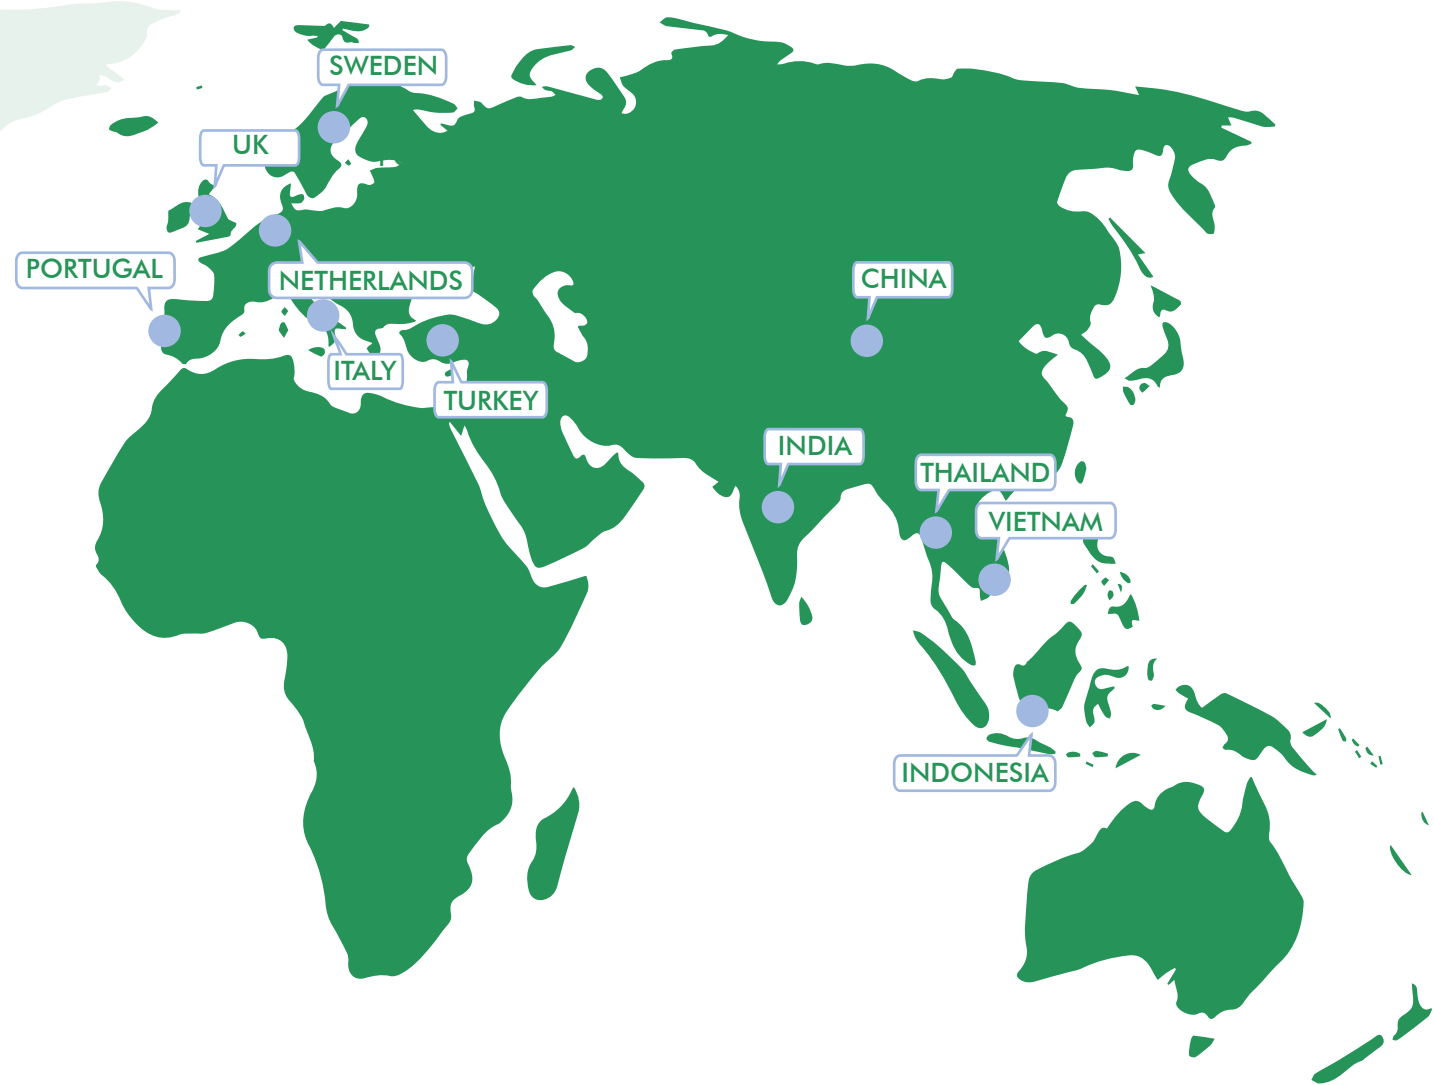 SWEDEN
UK
PORTUGAL
NETHERLANDS
CHINA
ITALY
TURKEY
INDIA
THAILAND
VIETNAM
INDONESIA